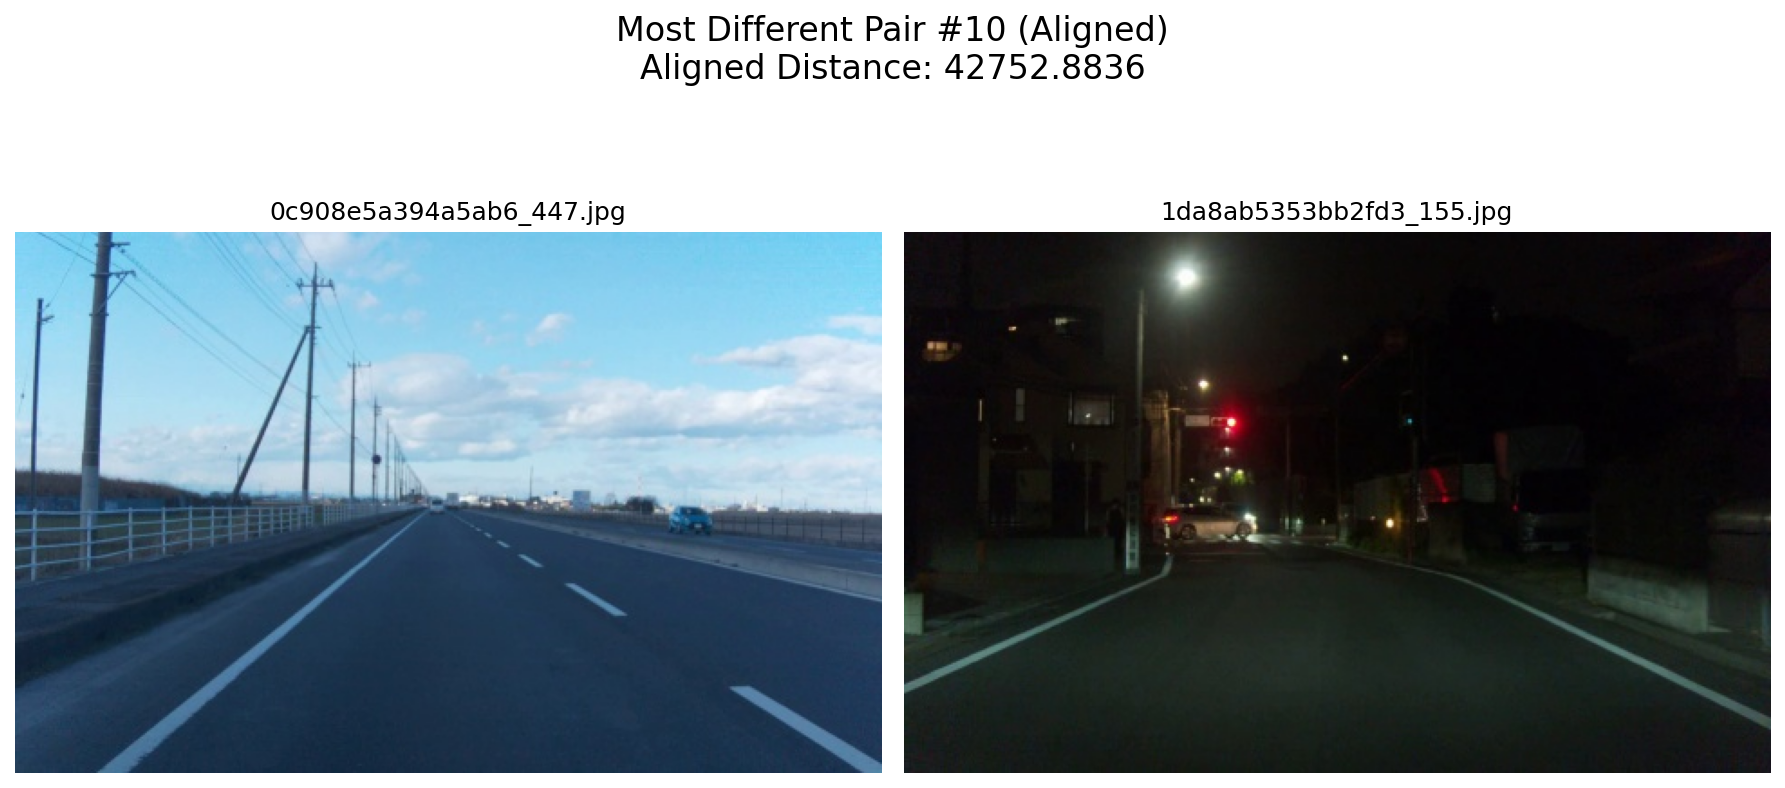 Most Different Pair #10 (Aligned)
Aligned Distance: 42752.8836
0c908e5a394a5ab6_447.jpg
1da8ab5353bb2fd3_155.jpg